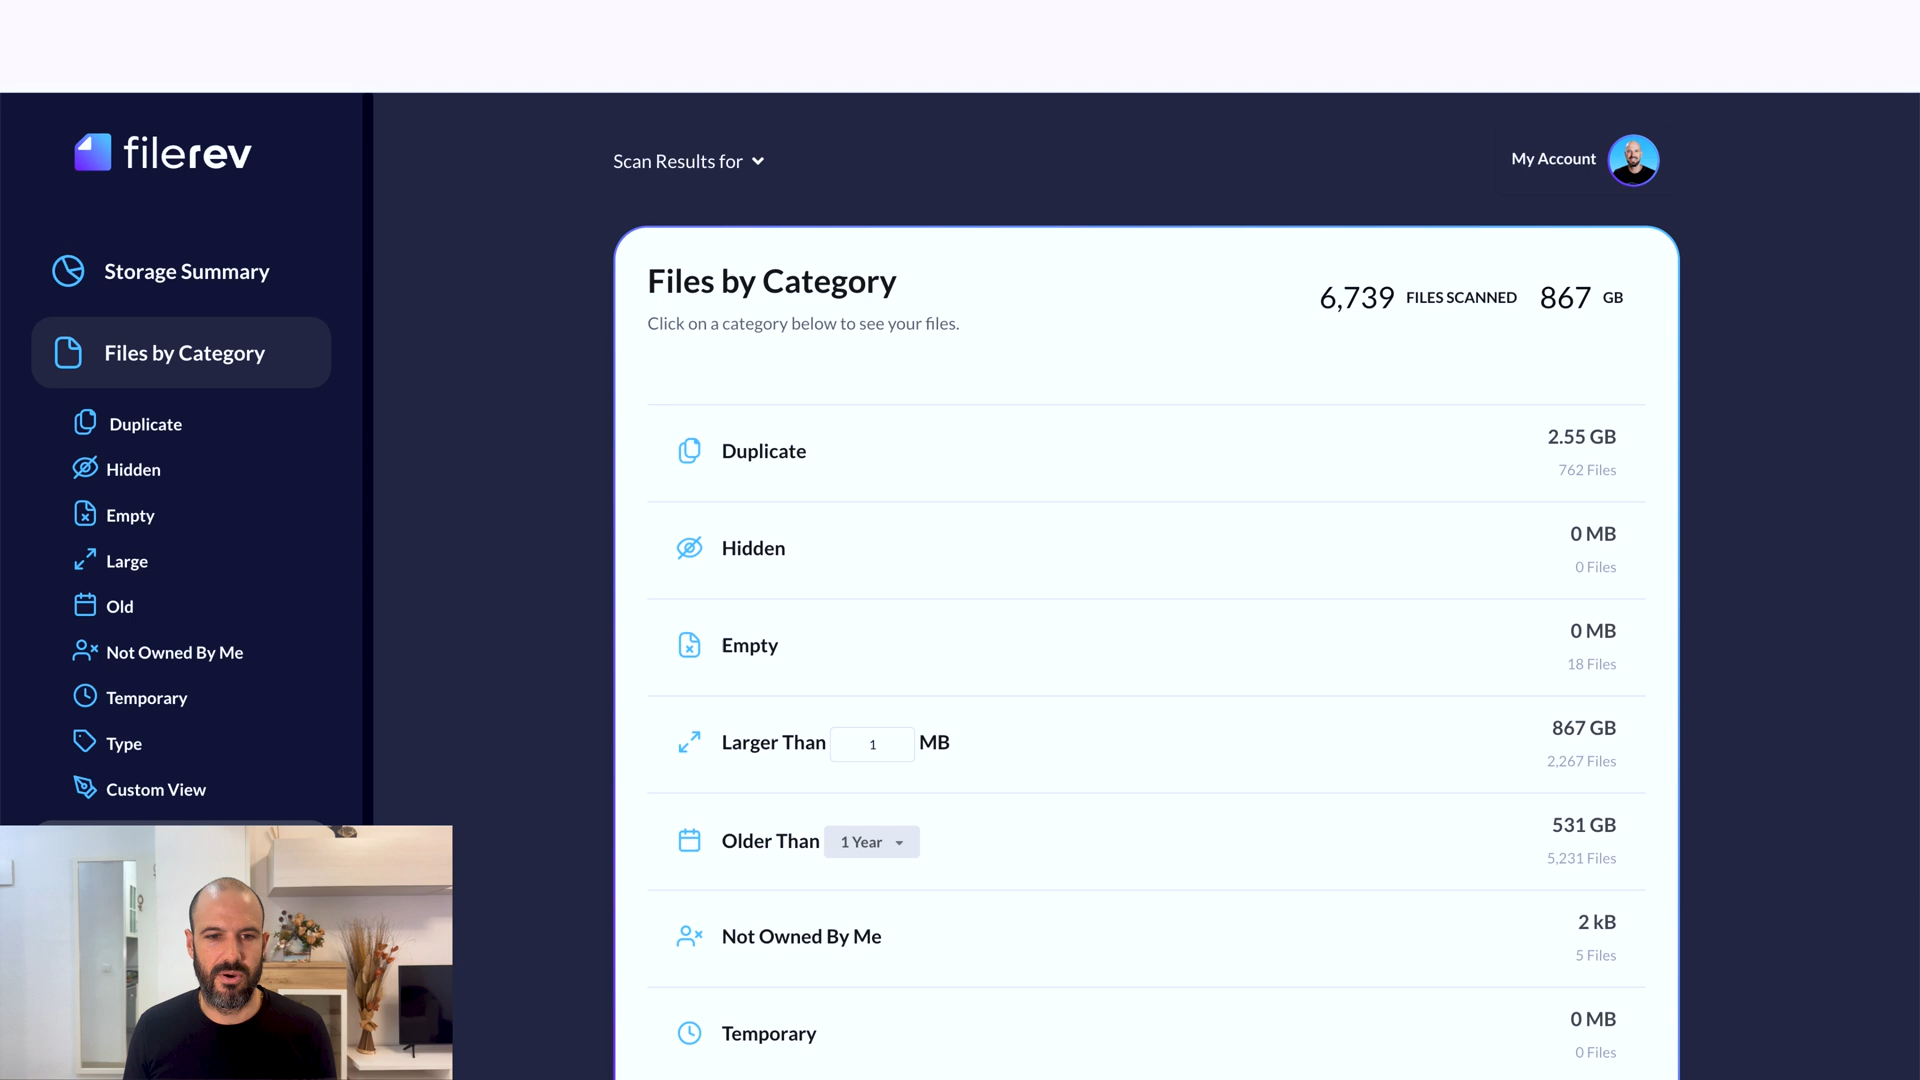 filerev
Storage Summary
Files by Category
Duplicate
Hidden
Empty
Large
Old
Not Owned By Me
Temporary
Type
Custom View
Scan Results for
My Account
Files by Category
Click on a category below to see your files.
6,739 FILES SCANNED 867 GB
Duplicate
2.55 GB
762 Files
Hidden
0 MB
0 Files
Empty
0 MB
18 Files
Larger Than 1 MB
867 GB
2,267 Files
Older Than 1 Year
531 GB
5,231 Files
Not Owned By Me
2 kB
5 Files
Temporary
0 MB
0 Files